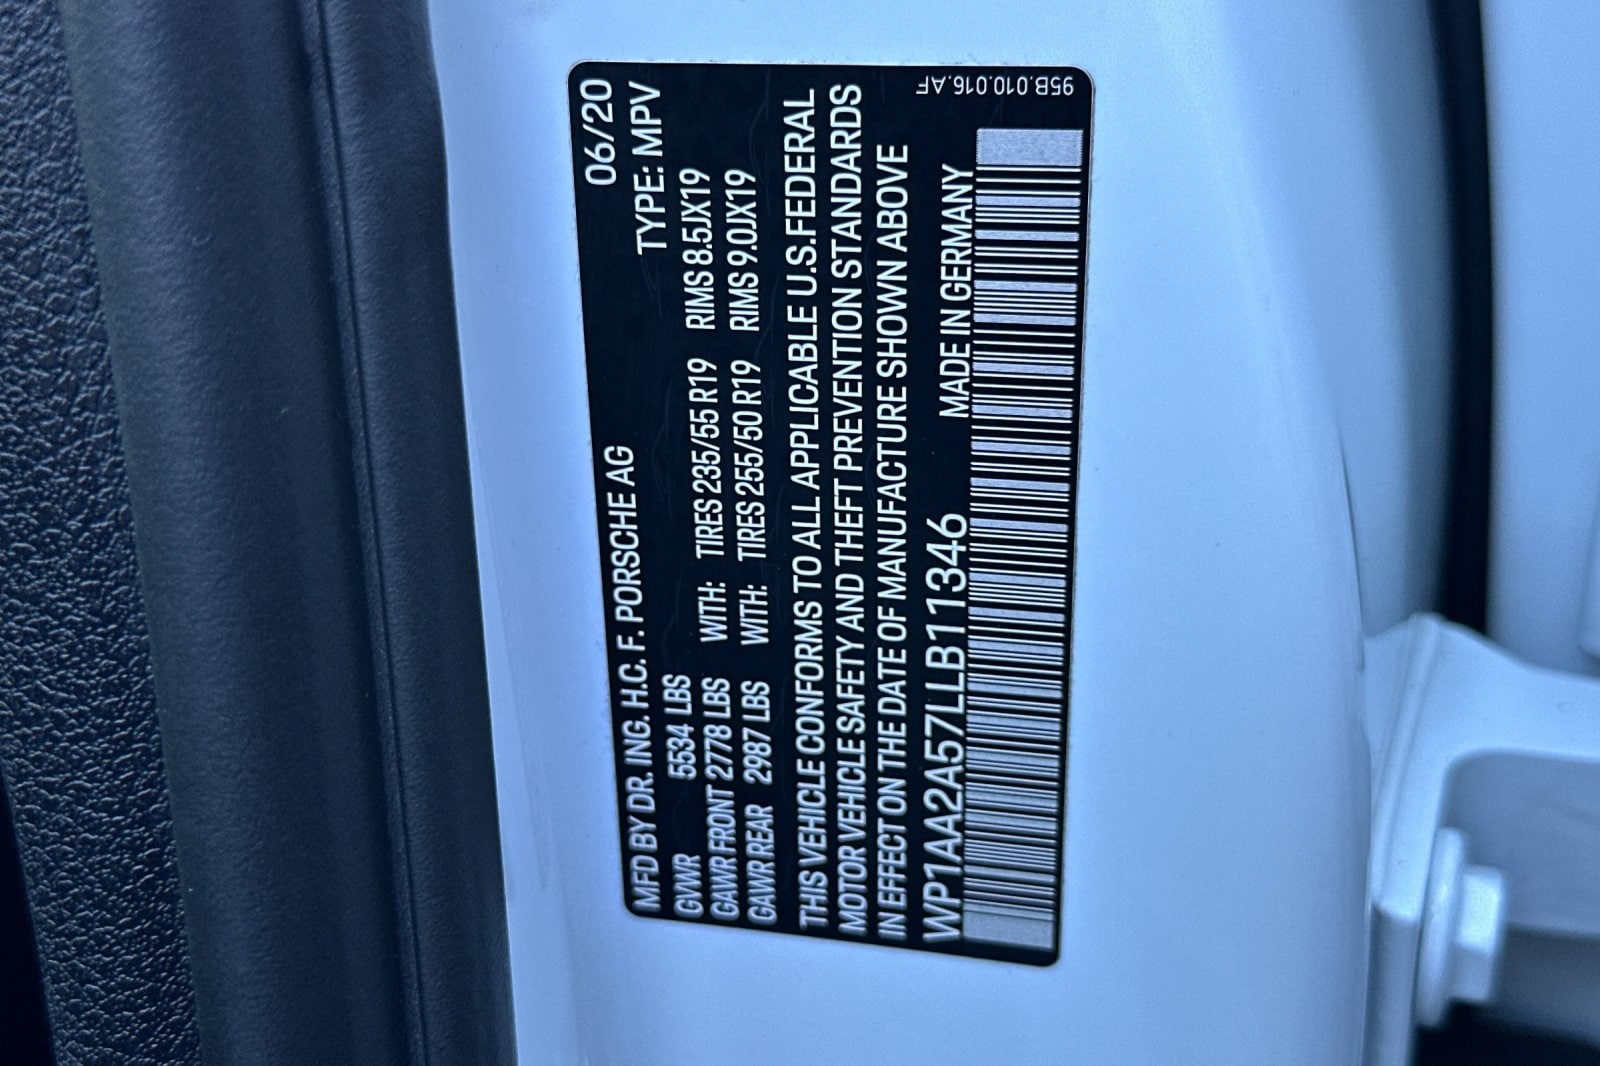 06/20
MFD BY DR. ING. H.C. F. PORSCHE AG TYPE: MPV
GVWR 5534 LBS
GAWR FRONT 2778 LBS WITH: TIRES 235/55 R19 RIMS 8.5JX19
GAWR REAR 2987 LBS WITH: TIRES 255/50 R19 RIMS 9.0JX19
THIS VEHICLE CONFORMS TO ALL APPLICABLE U.S.FEDERAL
MOTOR VEHICLE SAFETY AND THEFT PREVENTION STANDARDS
IN EFFECT ON THE DATE OF MANUFACTURE SHOWN ABOVE
WP1AA2A57LLB11346 MADE IN GERMANY
95B.010.016.AF